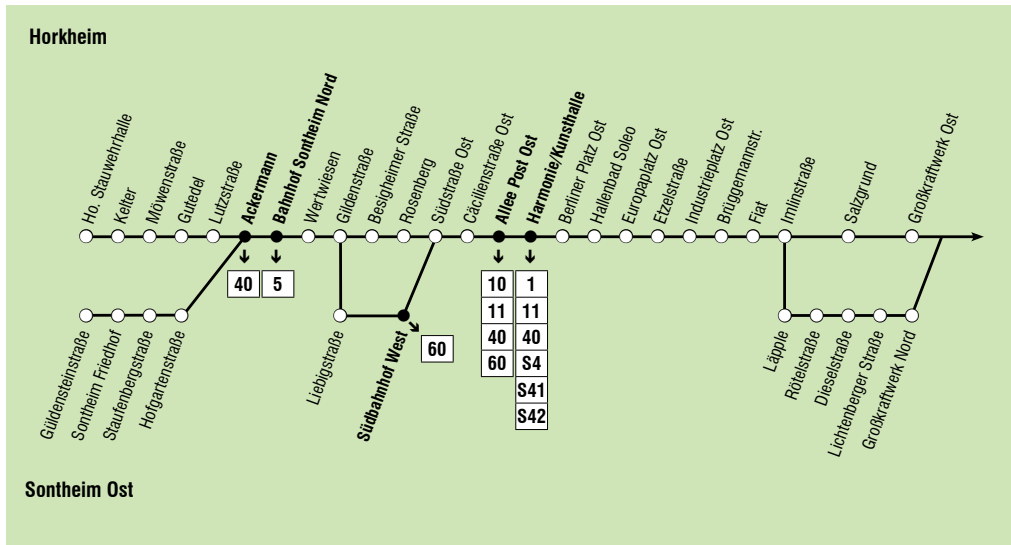 Horkheim
Ho. Stauwehrhalle
Kelter
Möwenstraße
Gutedel
Lutzstraße
Ackermann
Bahnhof Sontheim Nord
Wertwiesen
Gildenstraße
Besigheimer Straße
Rosenberg
Südstraße Ost
Cäcilienstraße Ost
Allee Post Ost
Harmonie/Kunsthalle
Berliner Platz Ost
Hallenbad Soleo
Europaplatz Ost
Etzelstraße
Industrieplatz Ost
Brüggemannstr.
Fiat
Imlinstraße
Salzgrund
Großkraftwerk Ost
40
5
10
11
40
60
1
11
40
S4
S41
S42
60
Güldensteinstraße
Sontheim Friedhof
Staufenbergstraße
Hofgartenstraße
Liebigstraße
Südbahnhof West
Läpple
Rötelstraße
Dieselstraße
Lichtenberger Straße
Großkraftwerk Nord
Sontheim Ost